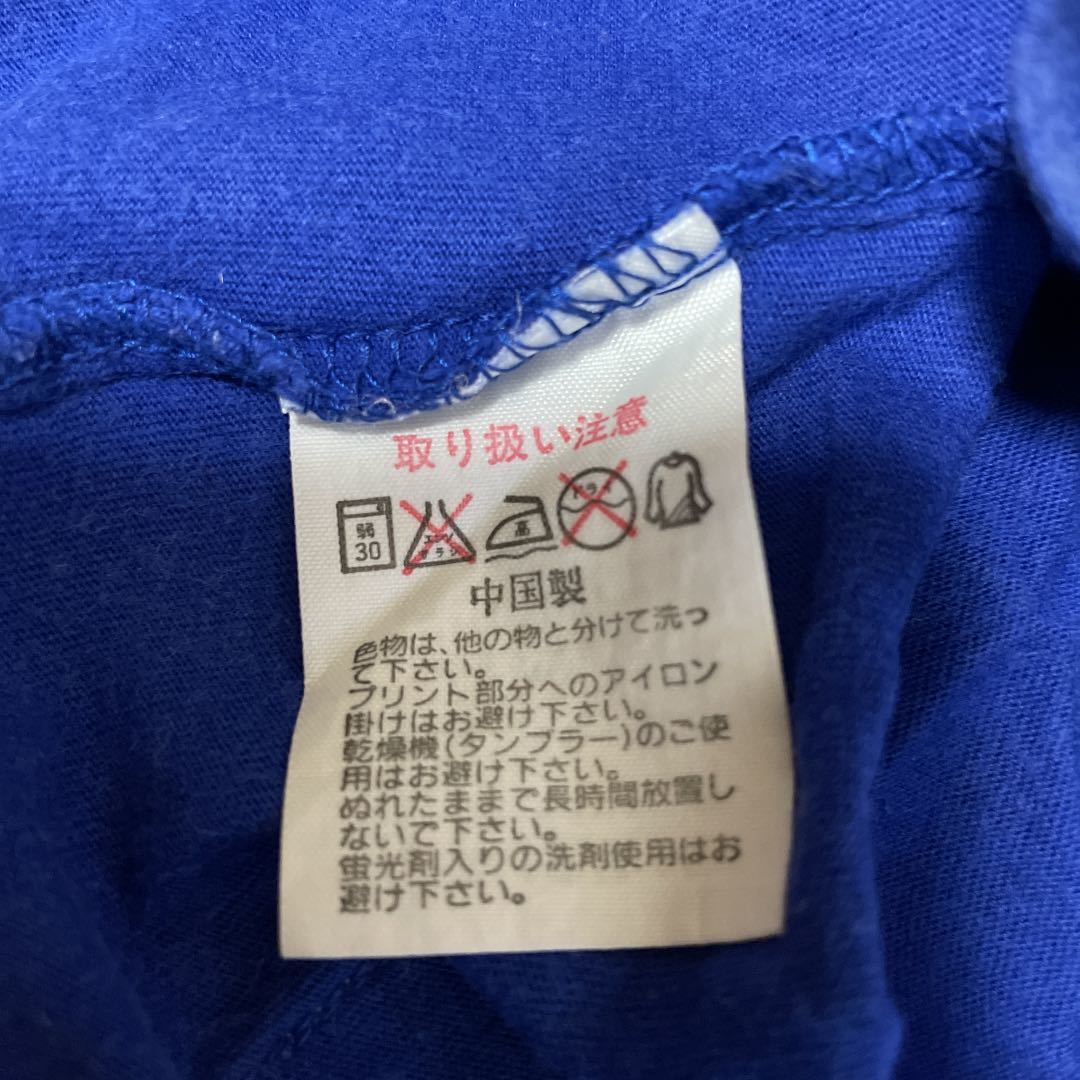 取り扱い注意
弱
30
エンソ
サラシ
高
ドライ
中国製
色物は、他の物と分けて洗っ
て下さい。
プリント部分へのアイロン
掛けはお避け下さい。
乾燥機(タンブラー)のご使
用はお避け下さい。
ぬれたままで長時間放置し
ないで下さい。
蛍光剤入りの洗剤使用はお
避け下さい。